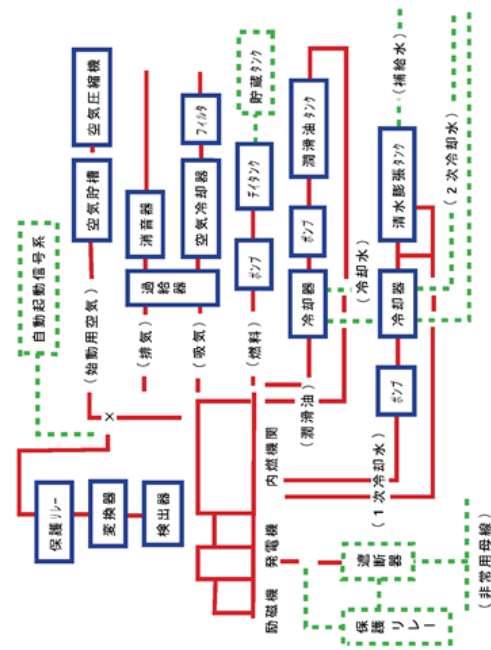 保護リレー
変換器
検出器
自動起動信号系
×
(始動用空気)
空気貯槽
空気圧縮機
(排気)
過給器
消音器
(吸気)
空気冷却器
フィルタ
(燃料)
ポンプ
デイタンク
貯蔵タンク
(潤滑油)
冷却器
ポンプ
潤滑油タンク
(冷却水)
(1次冷却水)
ポンプ
冷却器
清水膨張タンク
(補給水)
(2次冷却水)
励磁機
発電機
内燃機関
遮断器
保護リレー
(非常用母線)